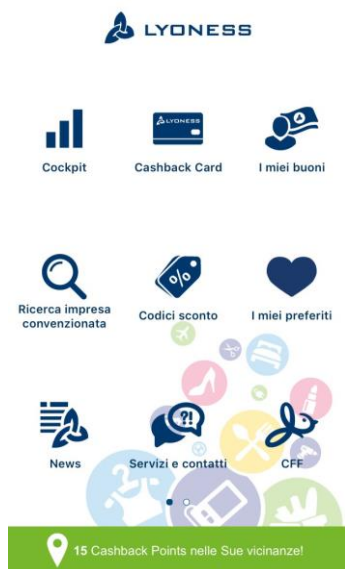 LYONESS
LYONESS
Cockpit
Cashback Card
I miei buoni
%
Ricerca impresa
convenzionata
Codici sconto
I miei preferiti
?!
News
Servizi e contatti
CFF
15 Cashback Points nelle Sue vicinanze!